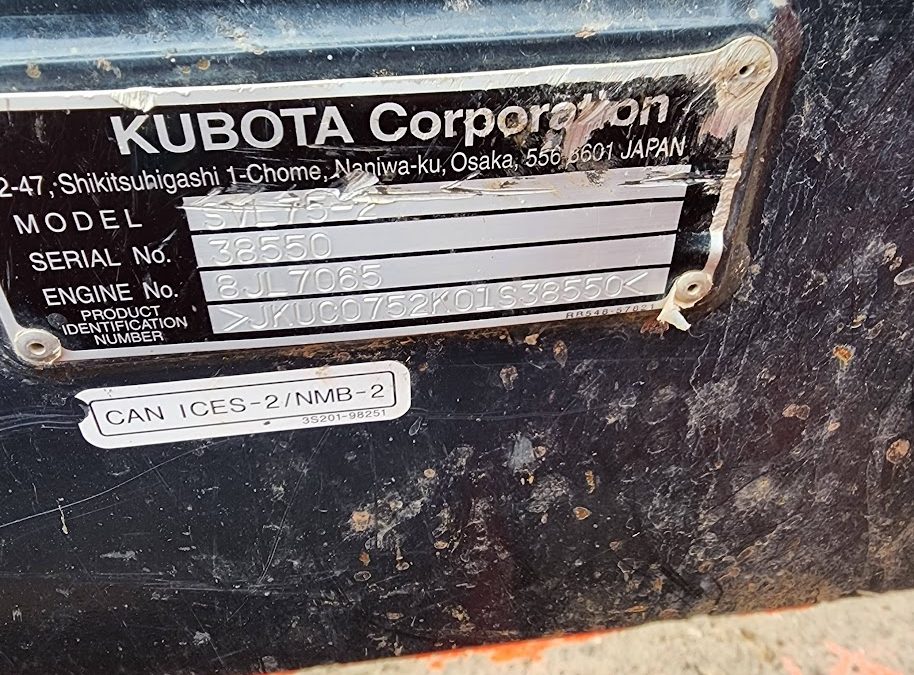 KUBOTA Corporation
2-47, Shikitsuhigashi 1-Chome, Naniwa-ku, Osaka, 556 8601 JAPAN
MODEL SVL75-2
SERIAL No. 38550
ENGINE No. 8JL7065
PRODUCT
IDENTIFICATION
NUMBER
>JKUC0752K01S38550<
CAN ICES-2/NMB-2
3S201-98251